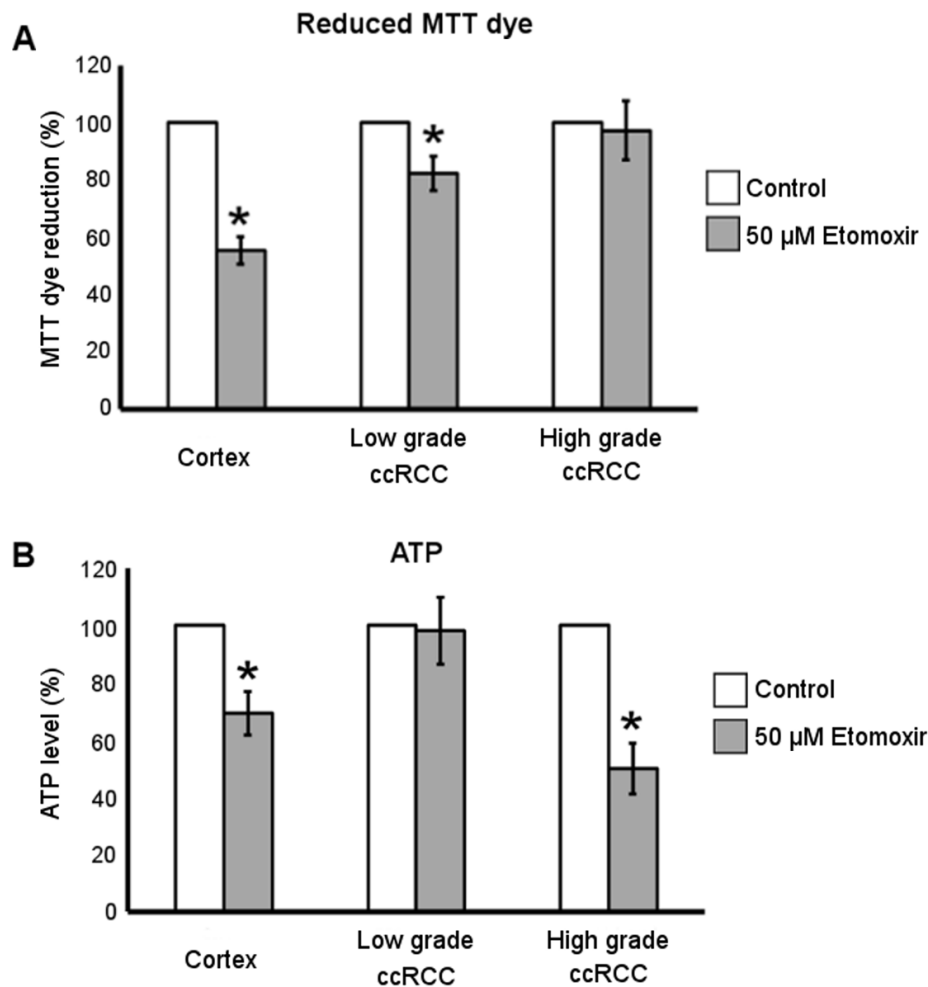 A
Reduced MTT dye
MTT dye reduction (%)
120
100
80
60
40
20
0
*
*
Control
50 µM Etomoxir
Cortex
Low grade
ccRCC
High grade
ccRCC
B
ATP
ATP level (%)
120
100
80
60
40
20
0
*
*
Control
50 µM Etomoxir
Cortex
Low grade
ccRCC
High grade
ccRCC